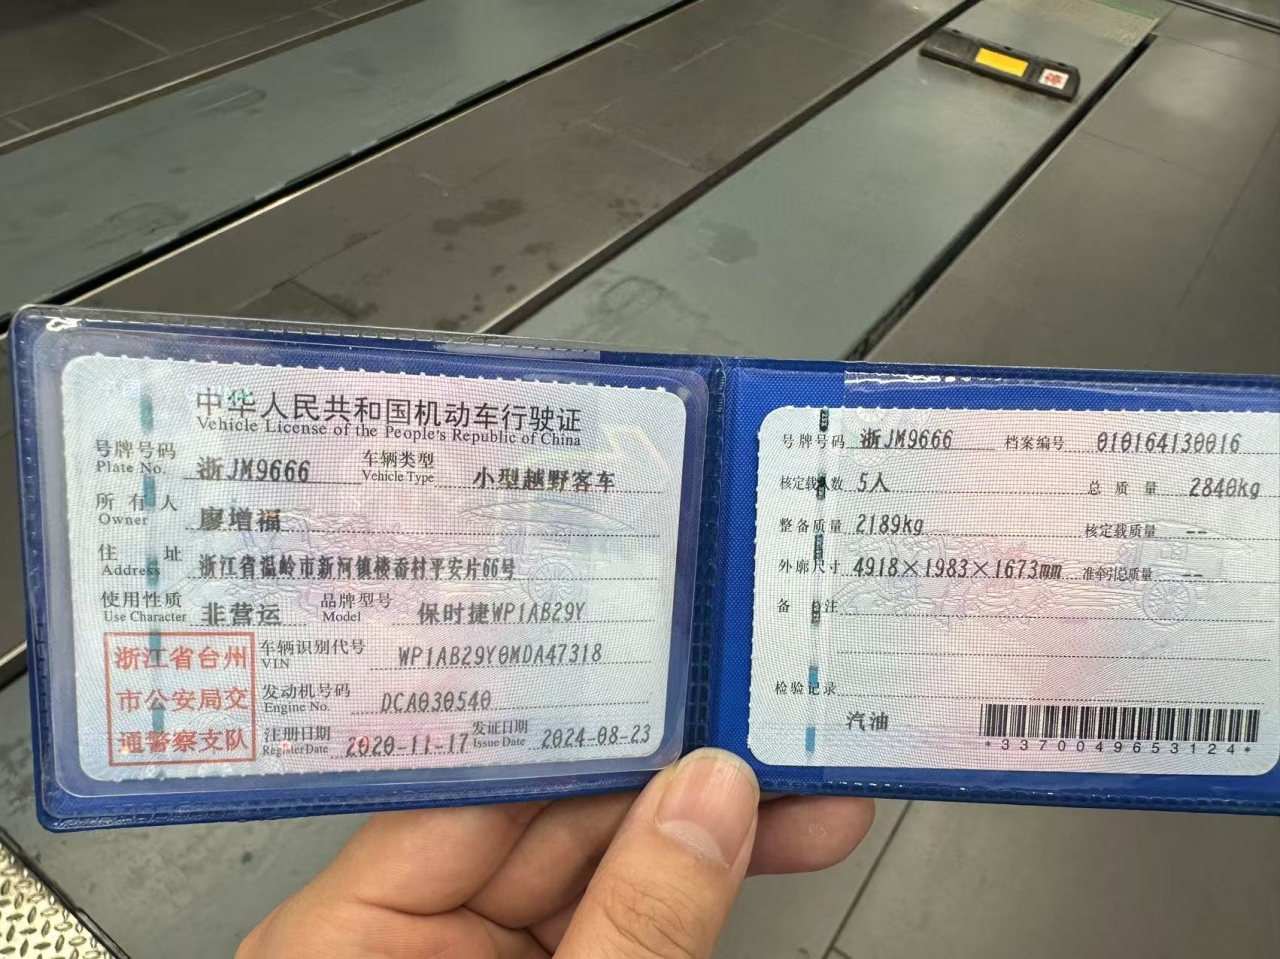 停
中华人民共和国机动车行驶证
Vehicle License of the People's Republic of China
号牌号码 浙JM9666 车辆类型 小型越野客车
Plate No. Vehicle Type
所有人 廖增福
Owner
住址 浙江省温岭市新河镇楼番村平安片66号
Address
使用性质 非营运 品牌型号 保时捷WP1AB29Y
Use Character Model
浙江省台州
市公安局交
通警察支队
车辆识别代号 WP1AB29Y0MDA47318
VIN
发动机号码 DCA030540
Engine No.
注册日期 2020-11-17 发证日期 2024-08-23
Register Date Issue Date
号牌号码 浙JM9666 档案编号 010164130016
核定载人数 5人 总质量 2840kg
整备质量 2189kg 核定载质量 --
外廓尺寸 4918×1983×1673mm 准牵引总质量 --
备注
检验记录
汽油
*3370049653124*